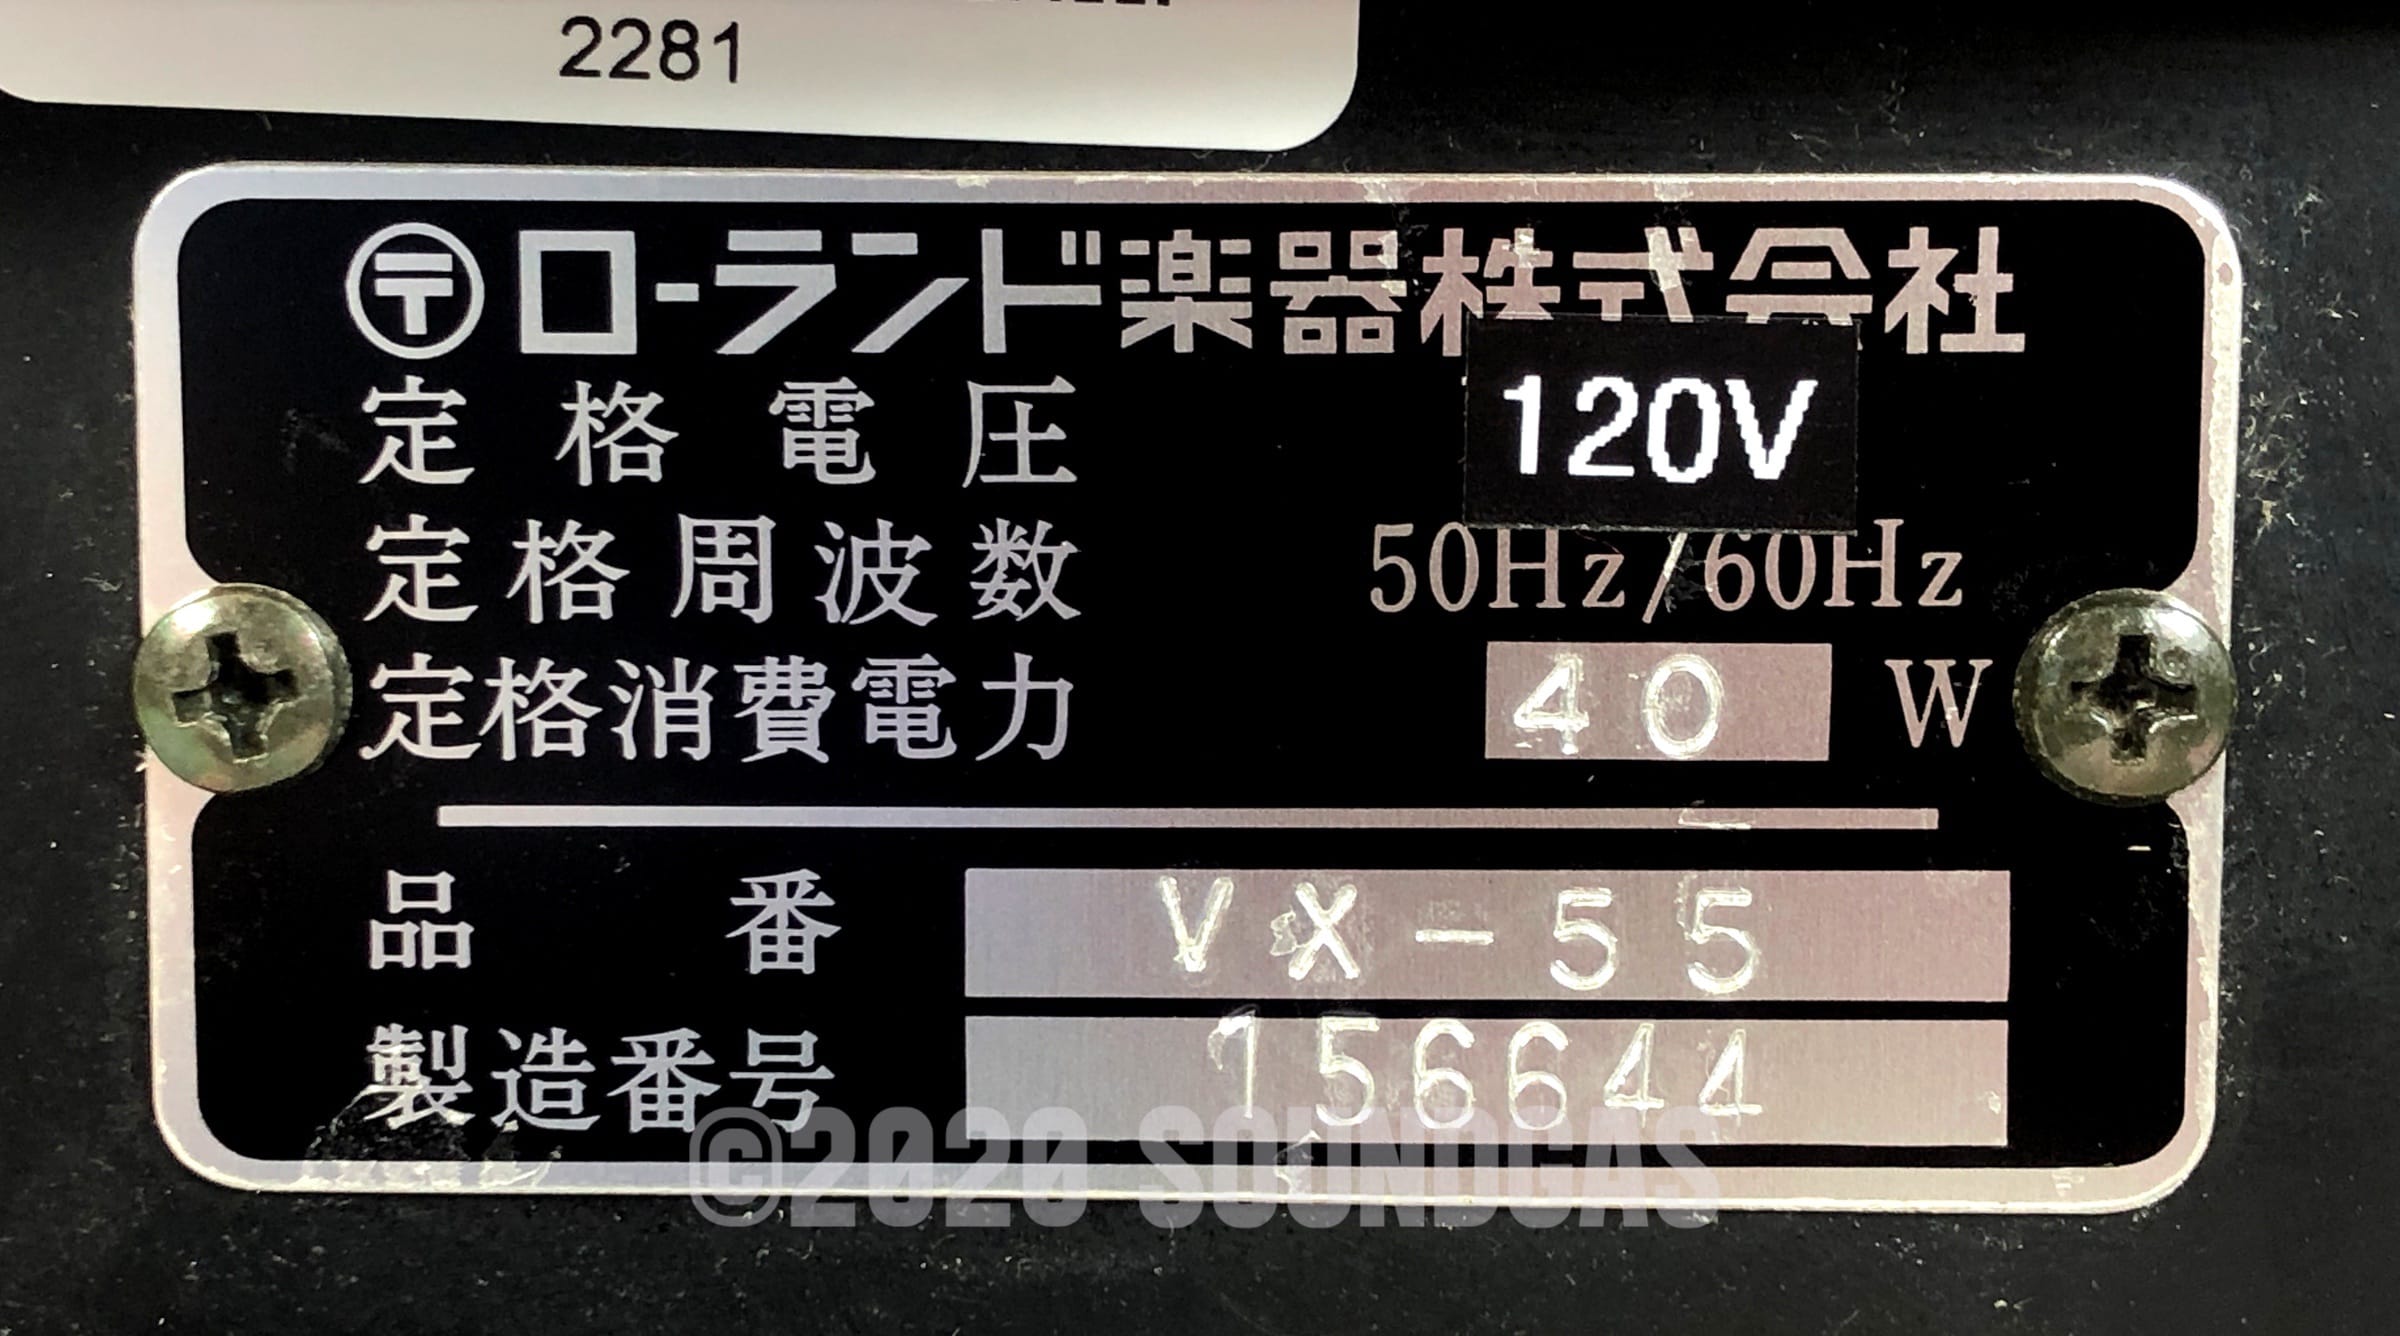 2281
〒ローランド楽器株式会社
定格電圧 120V
定格周波数 50Hz/60Hz
定格消費電力 40 W
品番 VX-55
製造番号 156644
©2020 SOUNDGAS